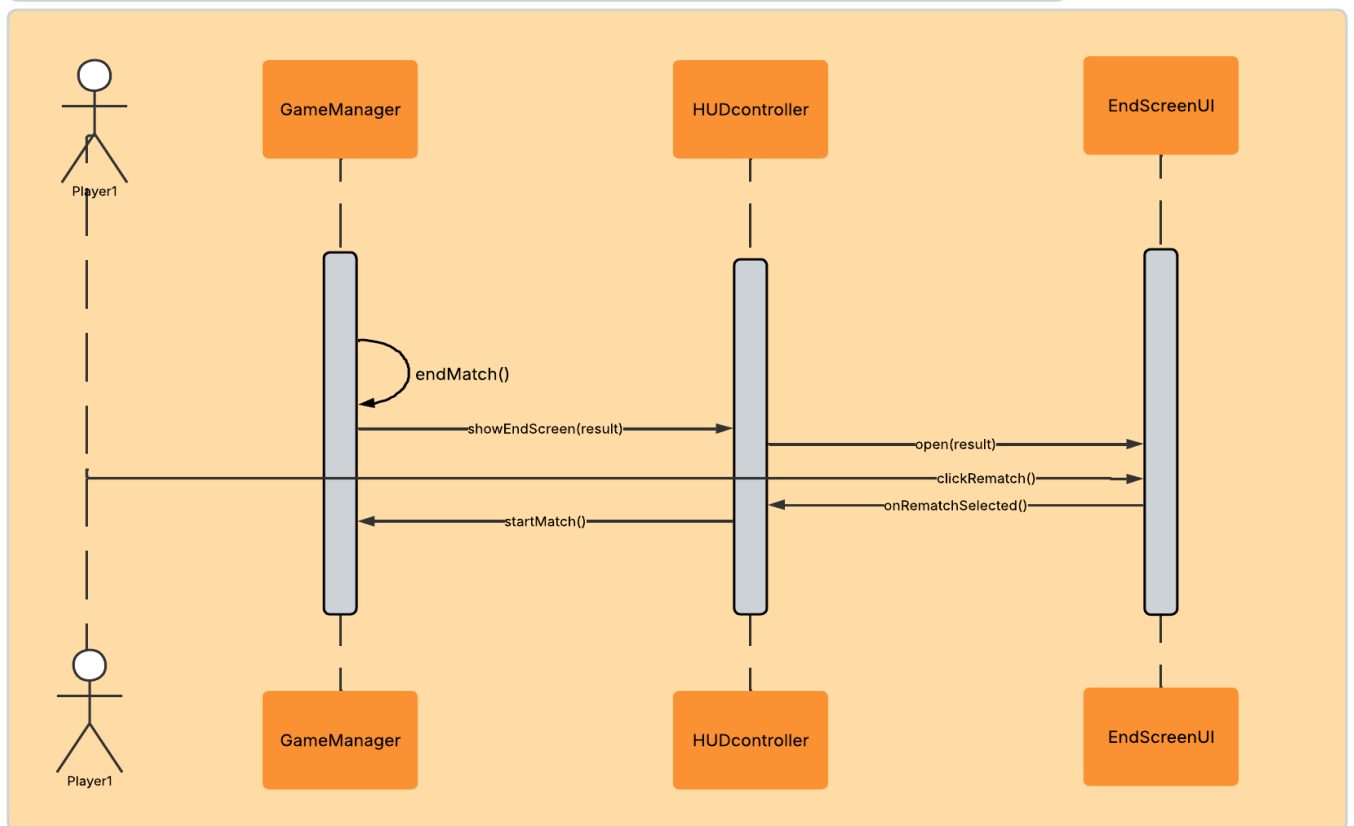 GameManager
HUDcontroller
EndScreenUI
Player1
endMatch()
showEndScreen(result)
open(result)
clickRematch()
onRematchSelected()
startMatch()
GameManager
HUDcontroller
EndScreenUI
Player1